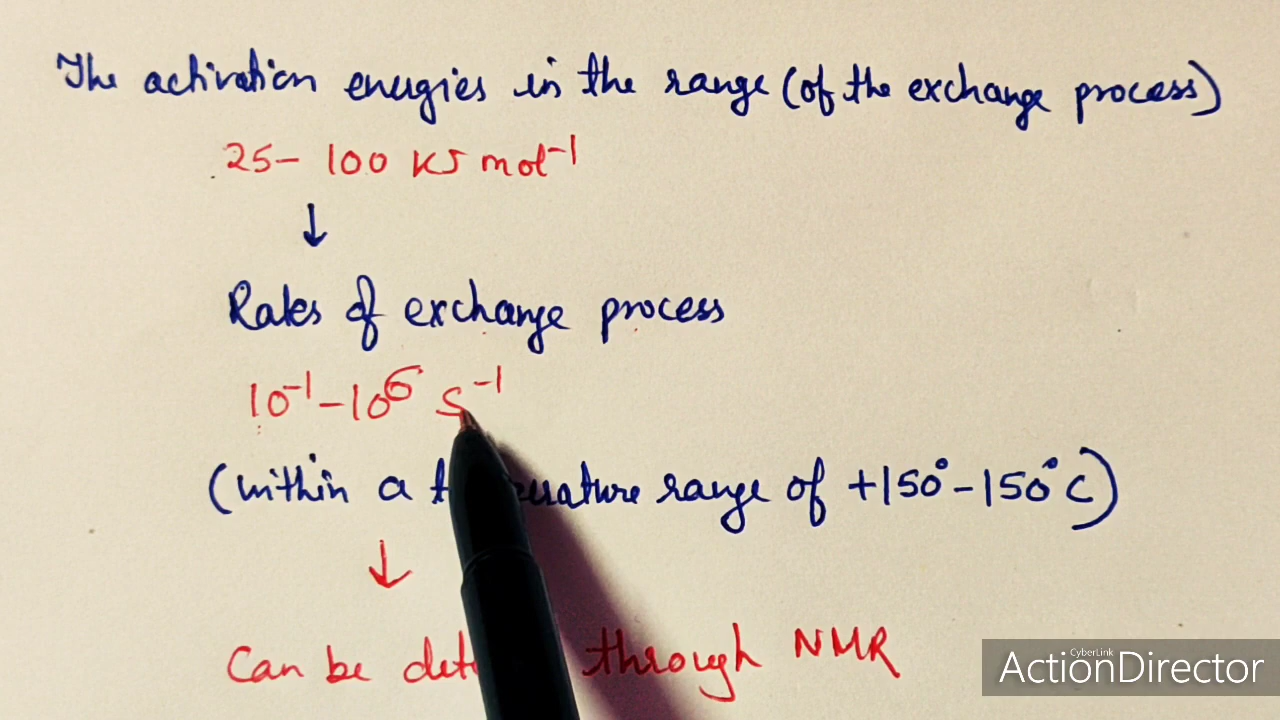 The activation energies in the range (of the exchange process)
25- 100 KJ mol⁻¹
↓
Rates of exchange process
10⁻¹-10⁶ S⁻¹
(within a range of +150°-150°C)
↓
Can be through NMR
CyberLink
ActionDirector